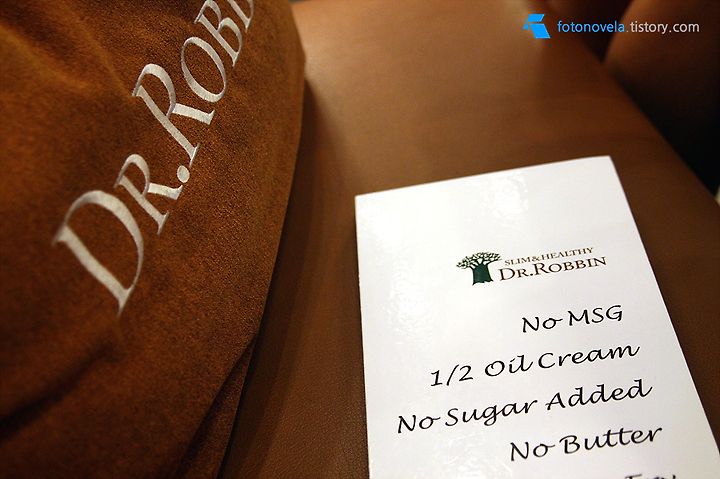 fotonovela.tistory.com
DR.ROBB
SLIM&HEALTHY
DR.ROBBIN
No MSG
1/2 Oil Cream
No Sugar Added
No Butter